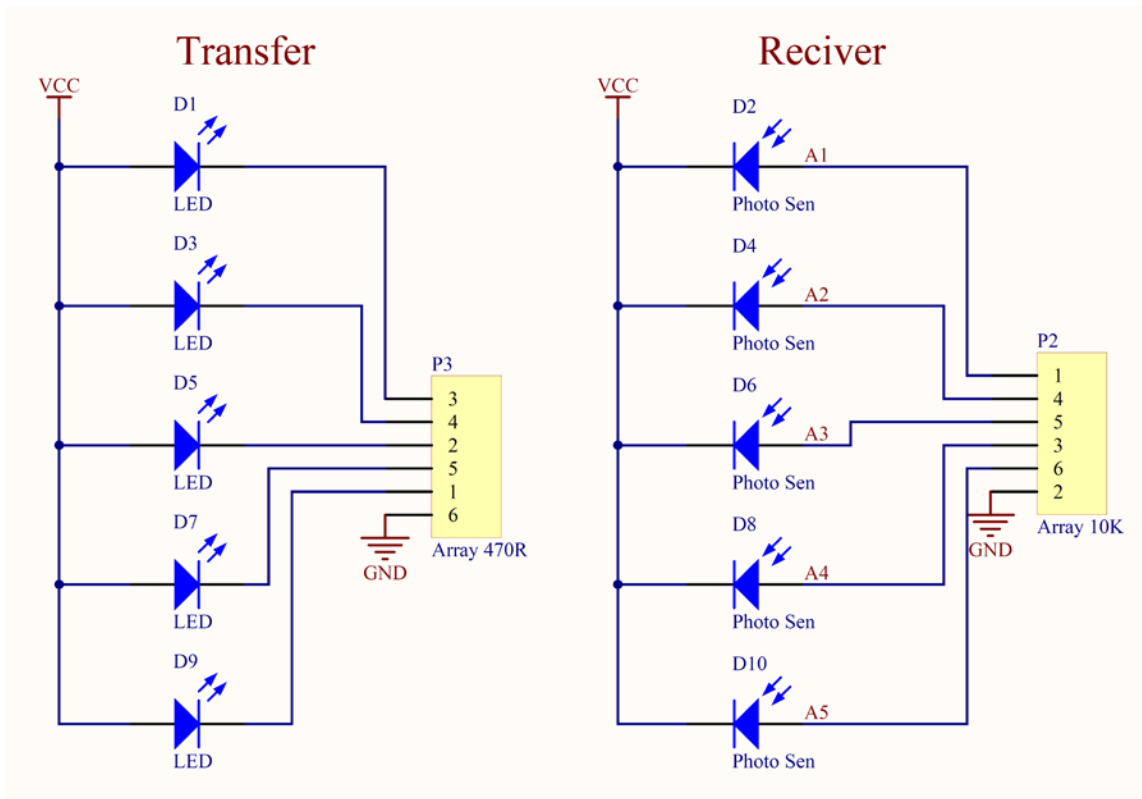 Transfer
VCC
D1
LED
D3
LED
D5
LED
D7
LED
D9
LED
P3
3
4
2
5
1
6
Array 470R
GND
Reciver
VCC
D2
A1
Photo Sen
D4
A2
Photo Sen
D6
A3
Photo Sen
D8
A4
Photo Sen
D10
A5
Photo Sen
P2
1
4
5
3
6
2
Array 10K
GND